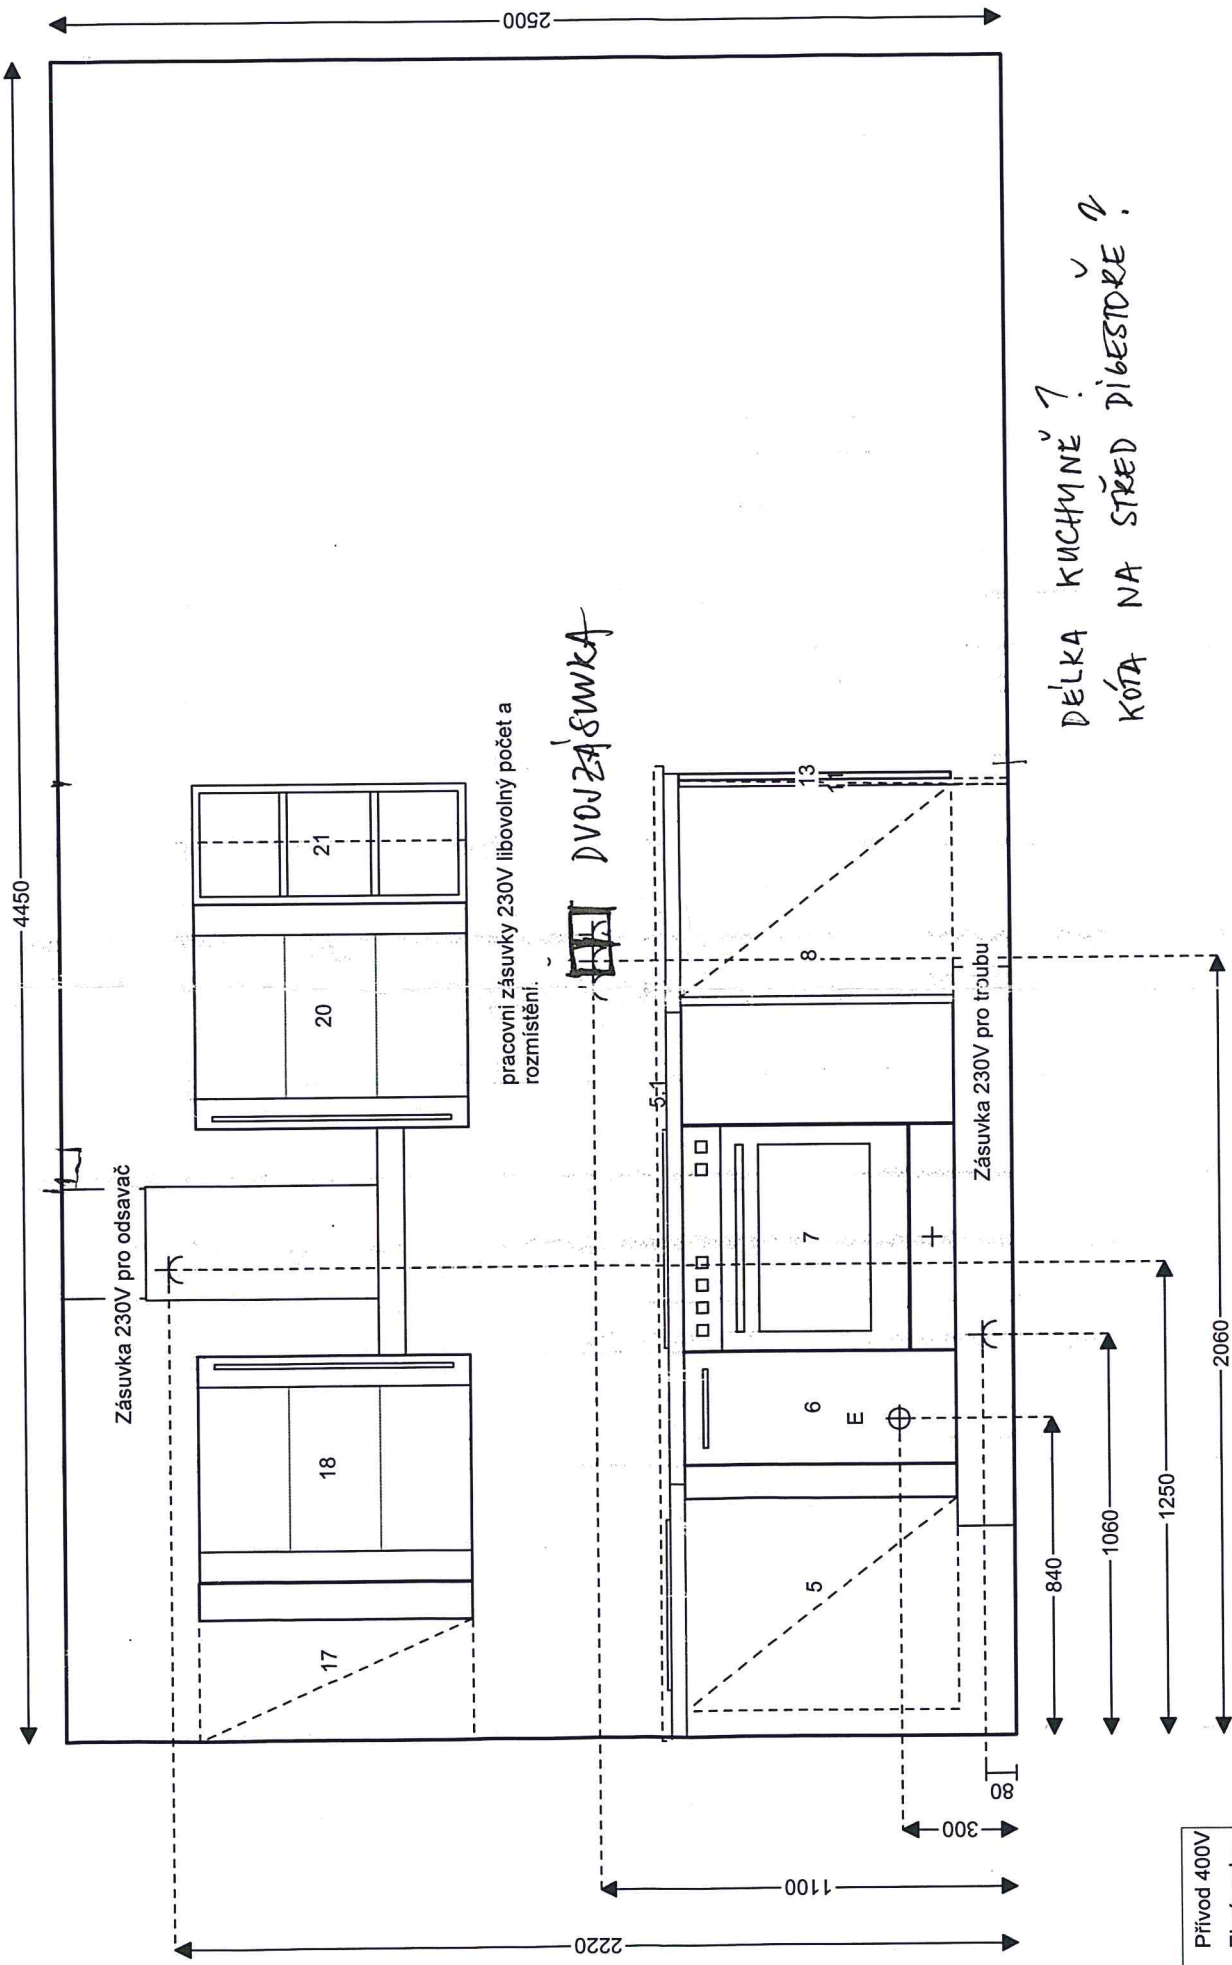 4450
2500
Zásuvka 230V pro odsavač
17
18
20
21
pracovní zásuvky 230V libovolný počet a
rozmístění.
DVOJZÁSUVKA
5.1
5
6
E
7
8
13
Zásuvka 230V pro troubu
2220
1100
300
80
840
1060
1250
2060
DÉLKA KUCHYNĚ ?
KÓTA NA STŘED DIGESTOŘE ?
Přívod 400V